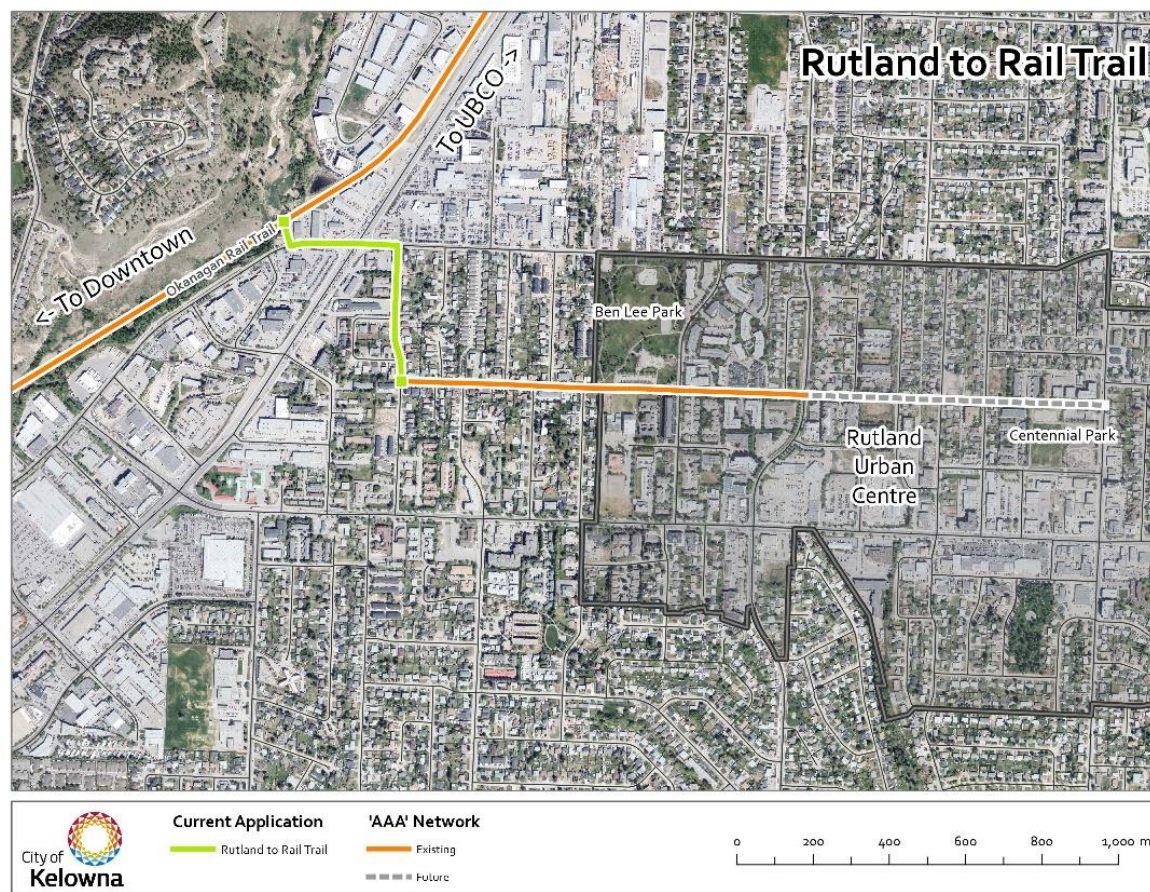 Rutland to Rail Trail
To UBCO ->
<- To Downtown
Okanagan Rail Trail
Ben Lee Park
Centennial Park
Rutland
Urban
Centre
City of
Kelowna
Current Application
Rutland to Rail Trail
'AAA' Network
Existing
Future
0 200 400 600 800 1,000 m